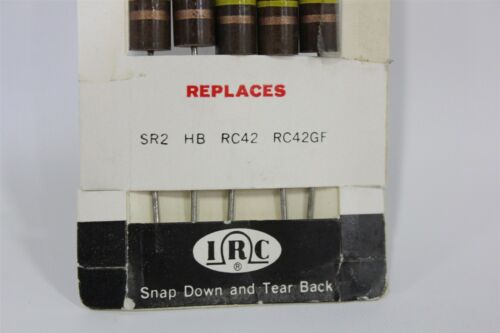 REPLACES
SR2 HB RC42 RC42GF
IRC
®
Snap Down and Tear Back